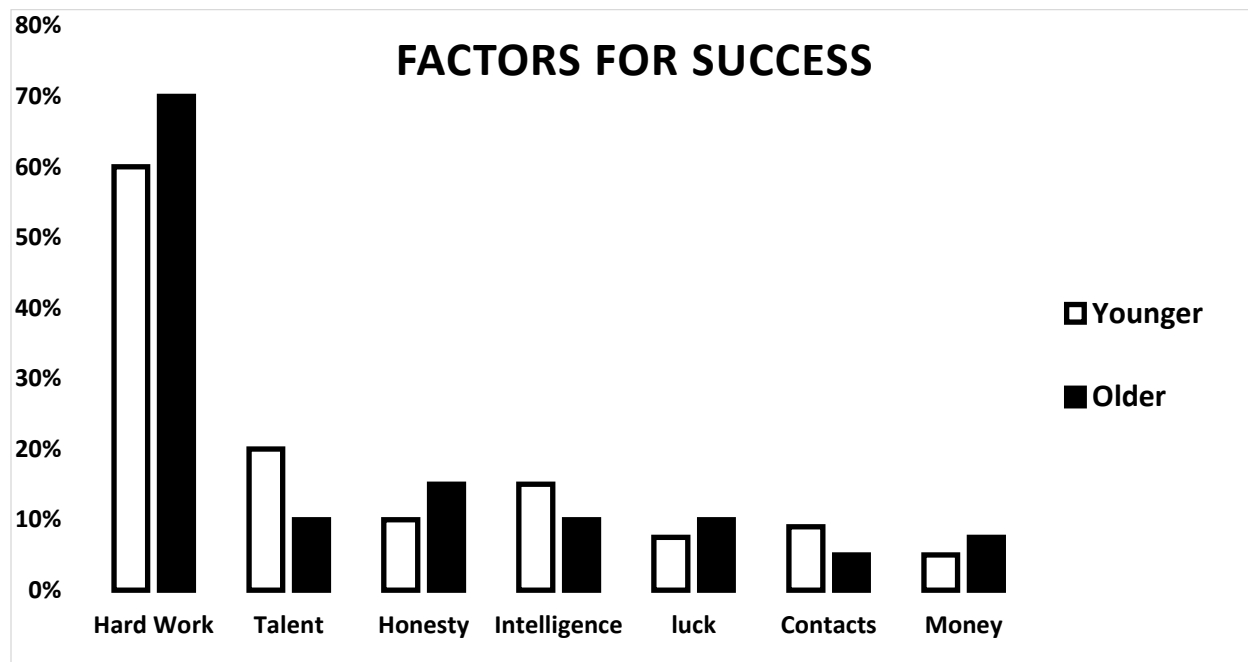 FACTORS FOR SUCCESS
80%
70%
60%
50%
40%
30%
20%
10%
0%
Hard Work Talent Honesty Intelligence luck Contacts Money
Younger
Older